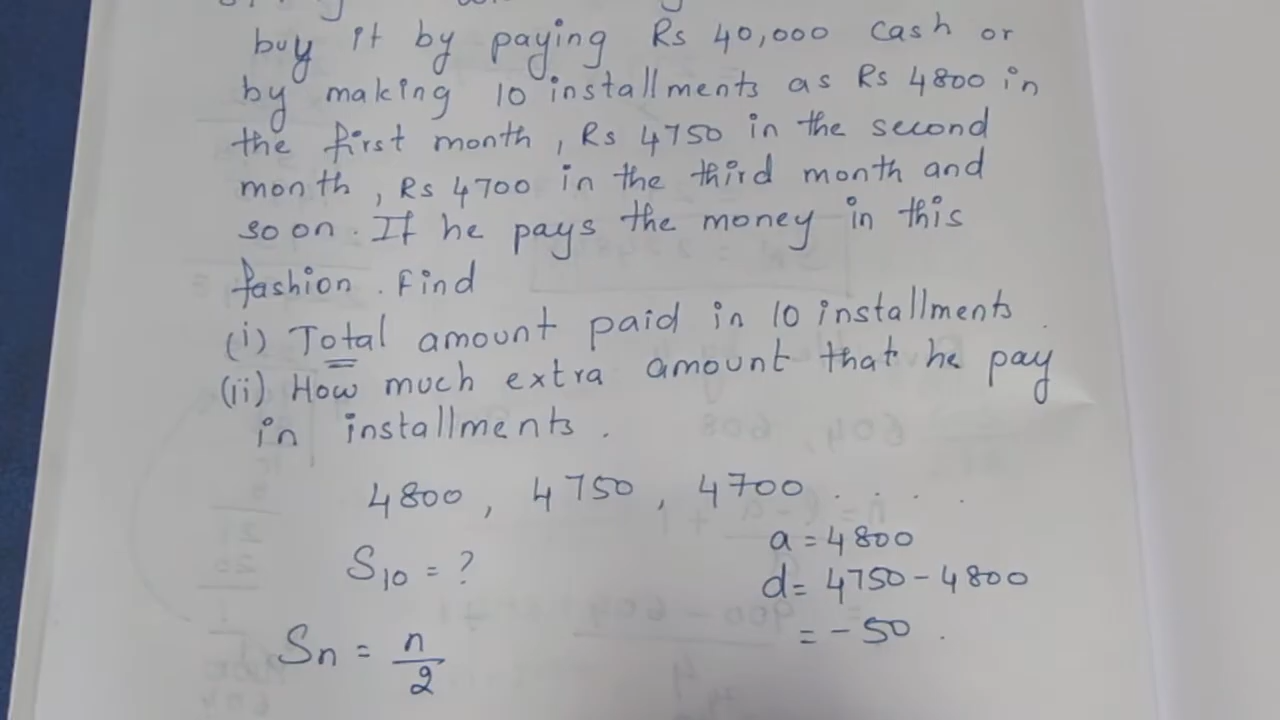 buy it by paying Rs 40,000 cash or
by making 10 installments as Rs 4800 in
the first month, Rs 4750 in the second
month, Rs 4700 in the third month and
so on. If he pays the money in this
fashion. Find
(i) Total amount paid in 10 installments
(ii) How much extra amount that he pay
in installments.
4800, 4750, 4700 . . . .
a = 4800
S10 = ?
d = 4750 - 4800
= - 50.
Sn = n/2